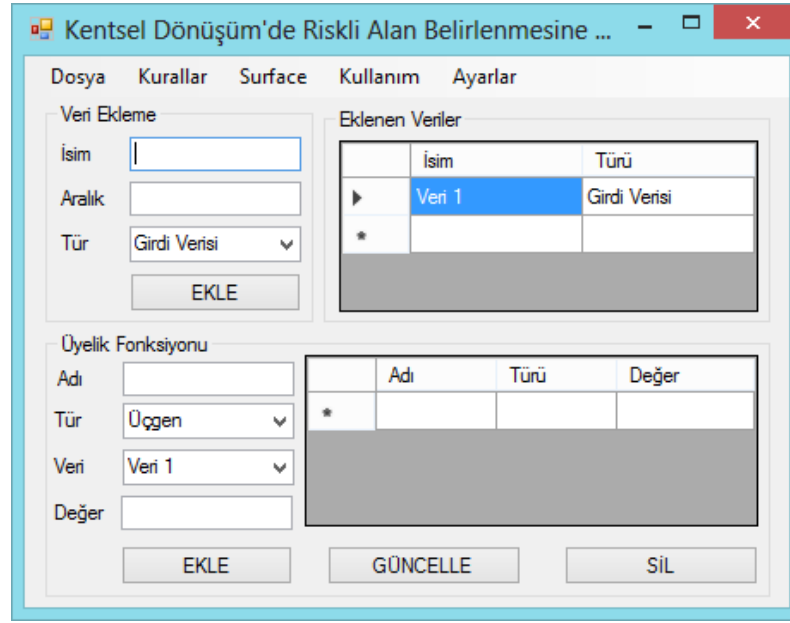 Kentsel Dönüşüm'de Riskli Alan Belirlenmesine ...
Dosya Kurallar Surface Kullanım Ayarlar
Veri Ekleme
İsim
Aralık
Tür Girdi Verisi
EKLE
Eklenen Veriler
İsim Türü
Veri 1 Girdi Verisi
Üyelik Fonksiyonu
Adı
Tür Üçgen
Veri Veri 1
Değer
Adı Türü Değer
EKLE GÜNCELLE SİL